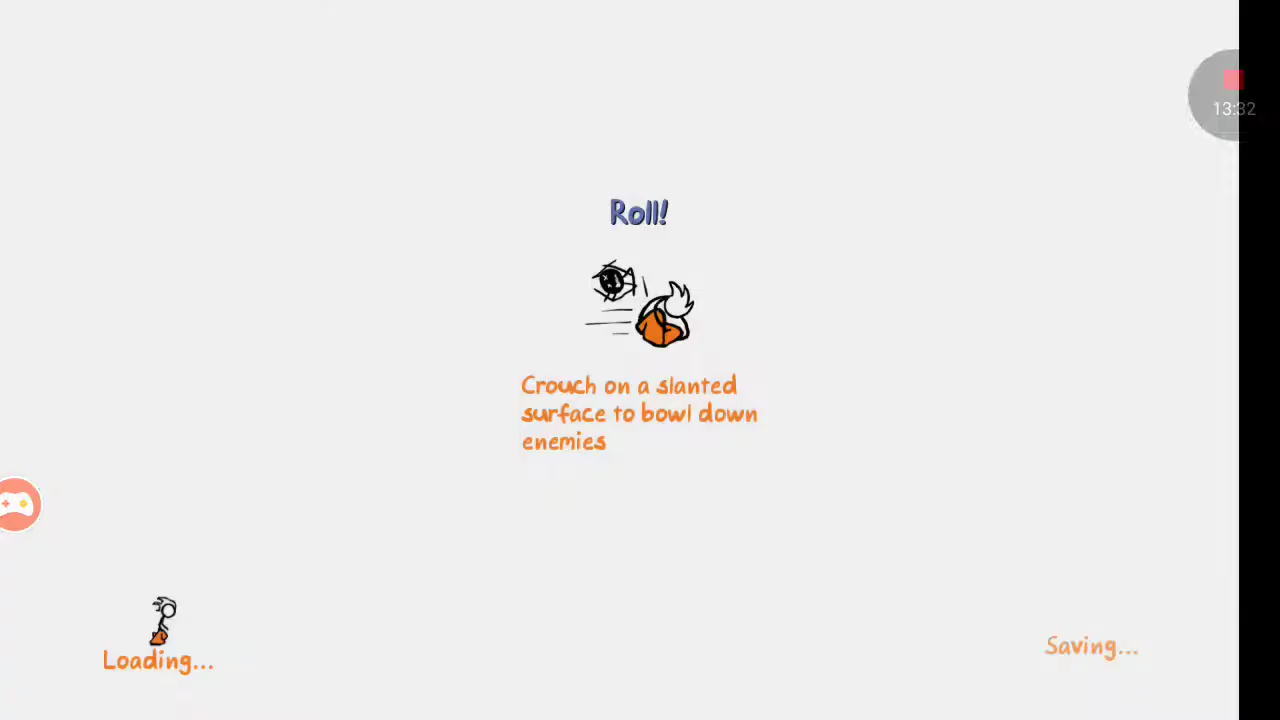 13:32
Roll!
Crouch on a slanted
surface to bowl down
enemies
Loading...
Saving...